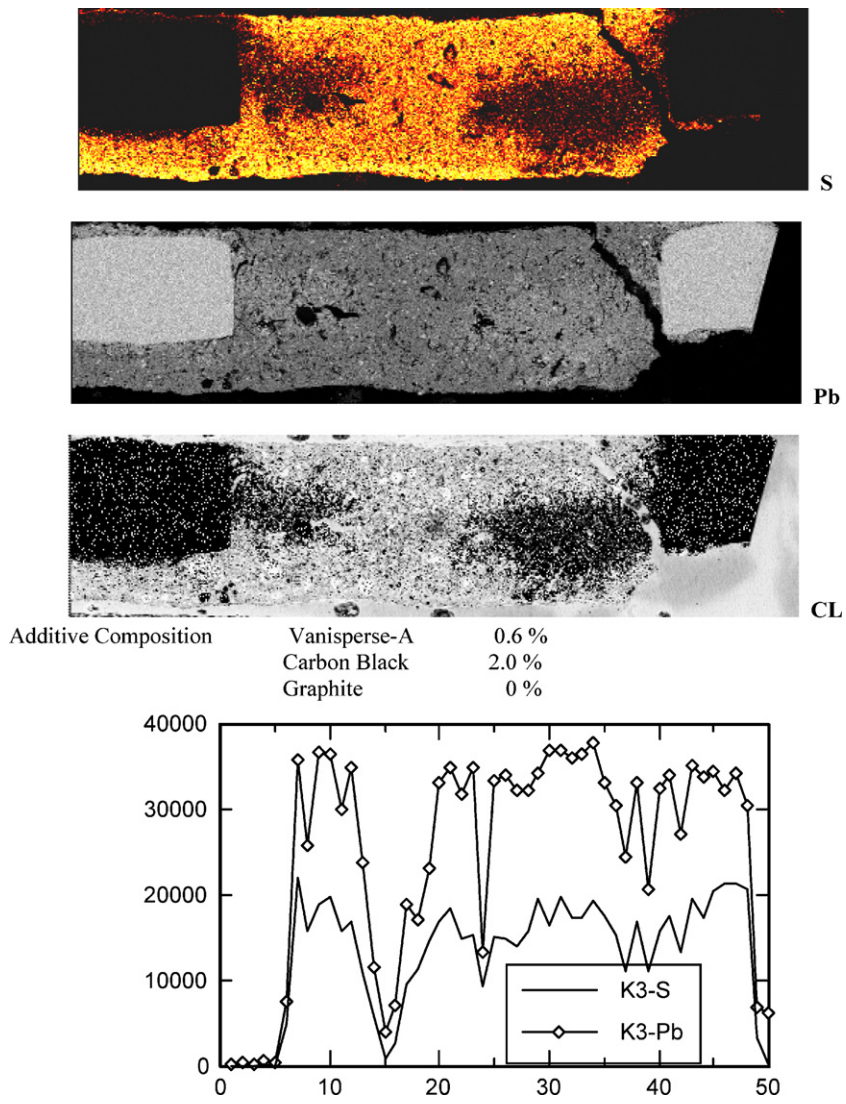 S
Pb
CL
Additive Composition Vanisperse-A 0.6 %
Carbon Black 2.0 %
Graphite 0 %
40000
30000
20000
10000
0
K3-S
K3-Pb
0 10 20 30 40 50